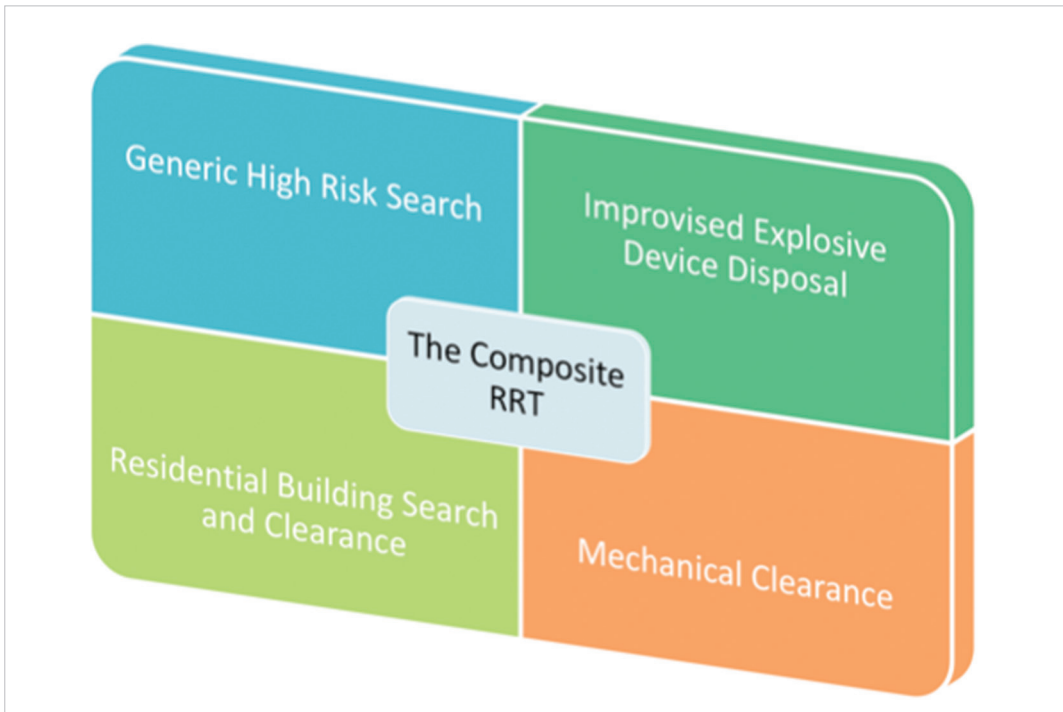 Generic High Risk Search
Improvised Explosive
Device Disposal
The Composite
RRT
Residential Building Search
and Clearance
Mechanical Clearance